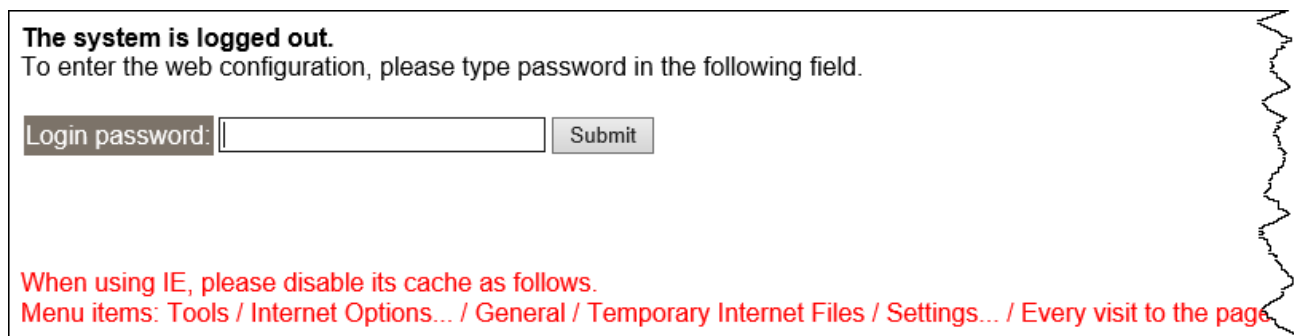 The system is logged out.
To enter the web configuration, please type password in the following field.
Login password: Submit
When using IE, please disable its cache as follows.
Menu items: Tools / Internet Options... / General / Temporary Internet Files / Settings... / Every visit to the page